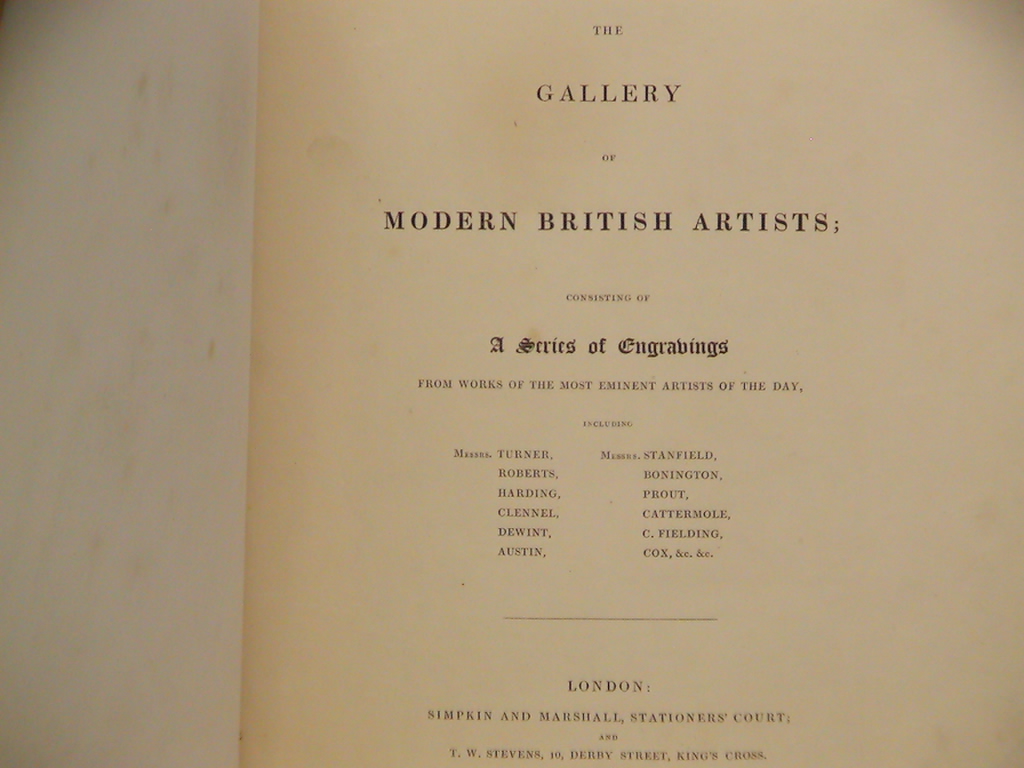 THE
GALLERY
OF
MODERN BRITISH ARTISTS;
CONSISTING OF
A Series of Engravings
FROM WORKS OF THE MOST EMINENT ARTISTS OF THE DAY,
INCLUDING
Messrs. TURNER, Messrs. STANFIELD,
ROBERTS, BONINGTON,
HARDING, PROUT,
CLENNEL, CATTERMOLE,
DEWINT, C. FIELDING,
AUSTIN, COX, &c. &c.
LONDON:
SIMPKIN AND MARSHALL, STATIONERS' COURT;
AND
T. W. STEVENS, 10, DERBY STREET, KING'S CROSS.